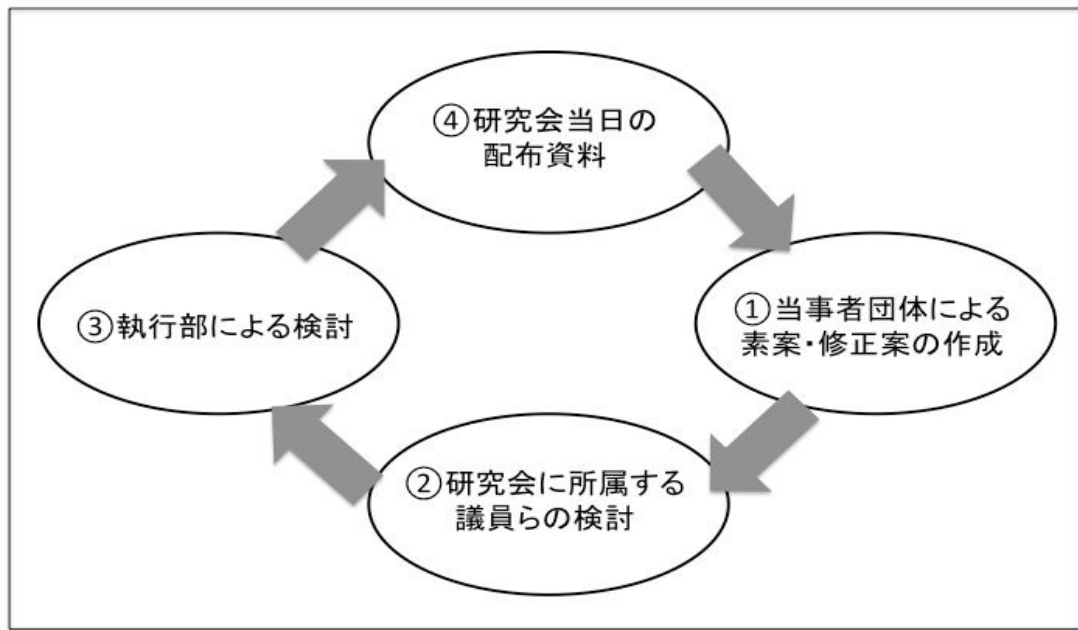 ④研究会当日の
配布資料
①当事者団体による
素案・修正案の作成
③執行部による検討
②研究会に所属する
議員らの検討